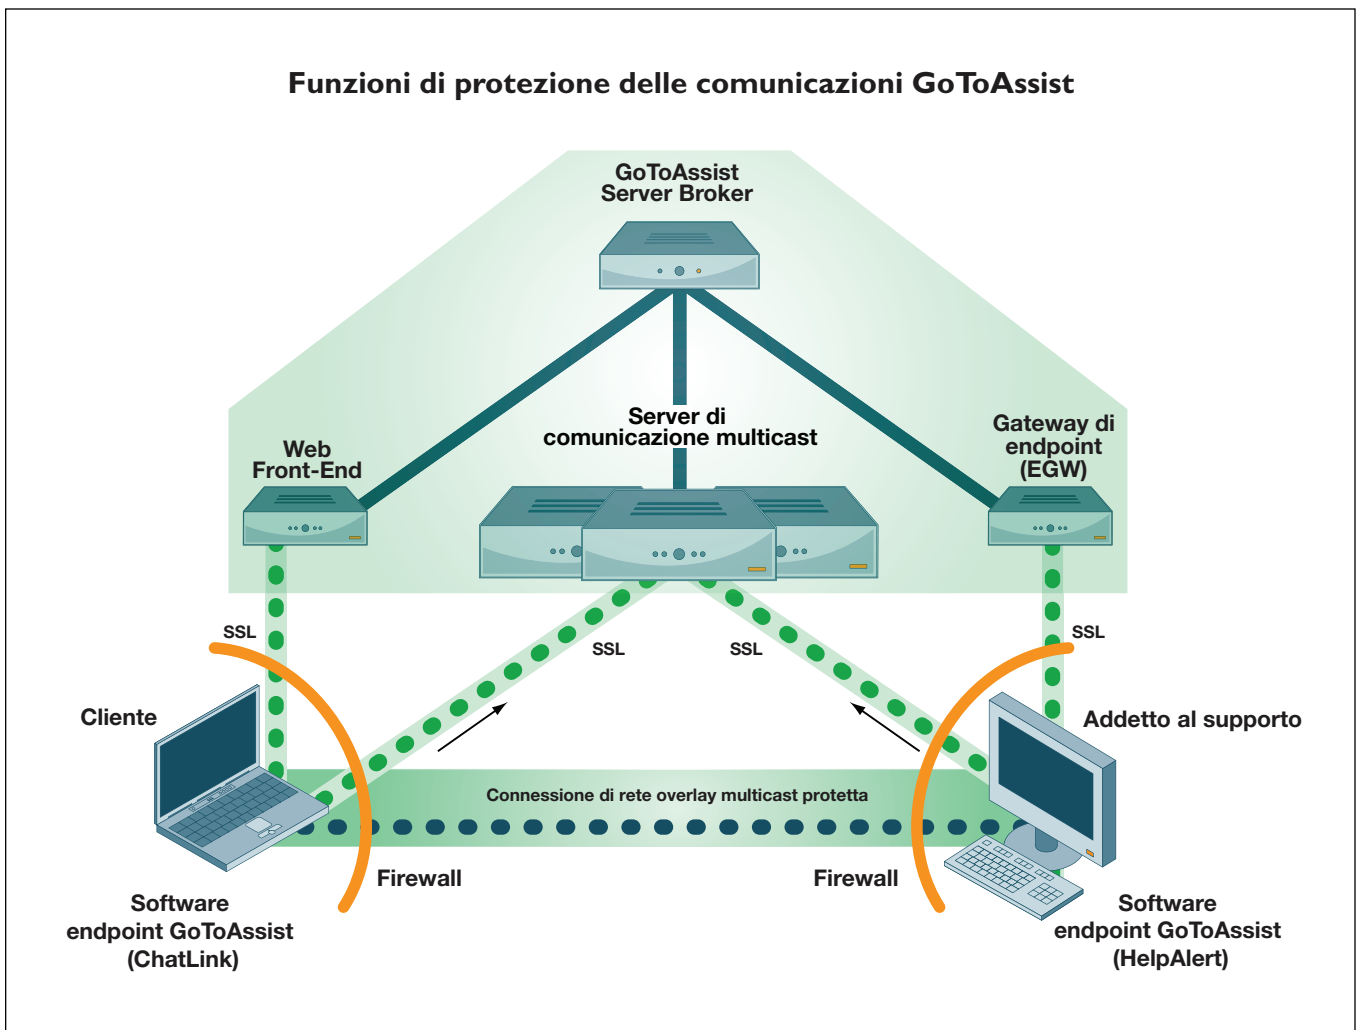 Funzioni di protezione delle comunicazioni GoToAssist
GoToAssist
Server Broker
Server di
comunicazione multicast
Web
Front-End
Gateway di
endpoint
(EGW)
SSL
SSL
SSL
SSL
Cliente
Addetto al supporto
Connessione di rete overlay multicast protetta
Firewall
Firewall
Software
endpoint GoToAssist
(ChatLink)
Software
endpoint GoToAssist
(HelpAlert)